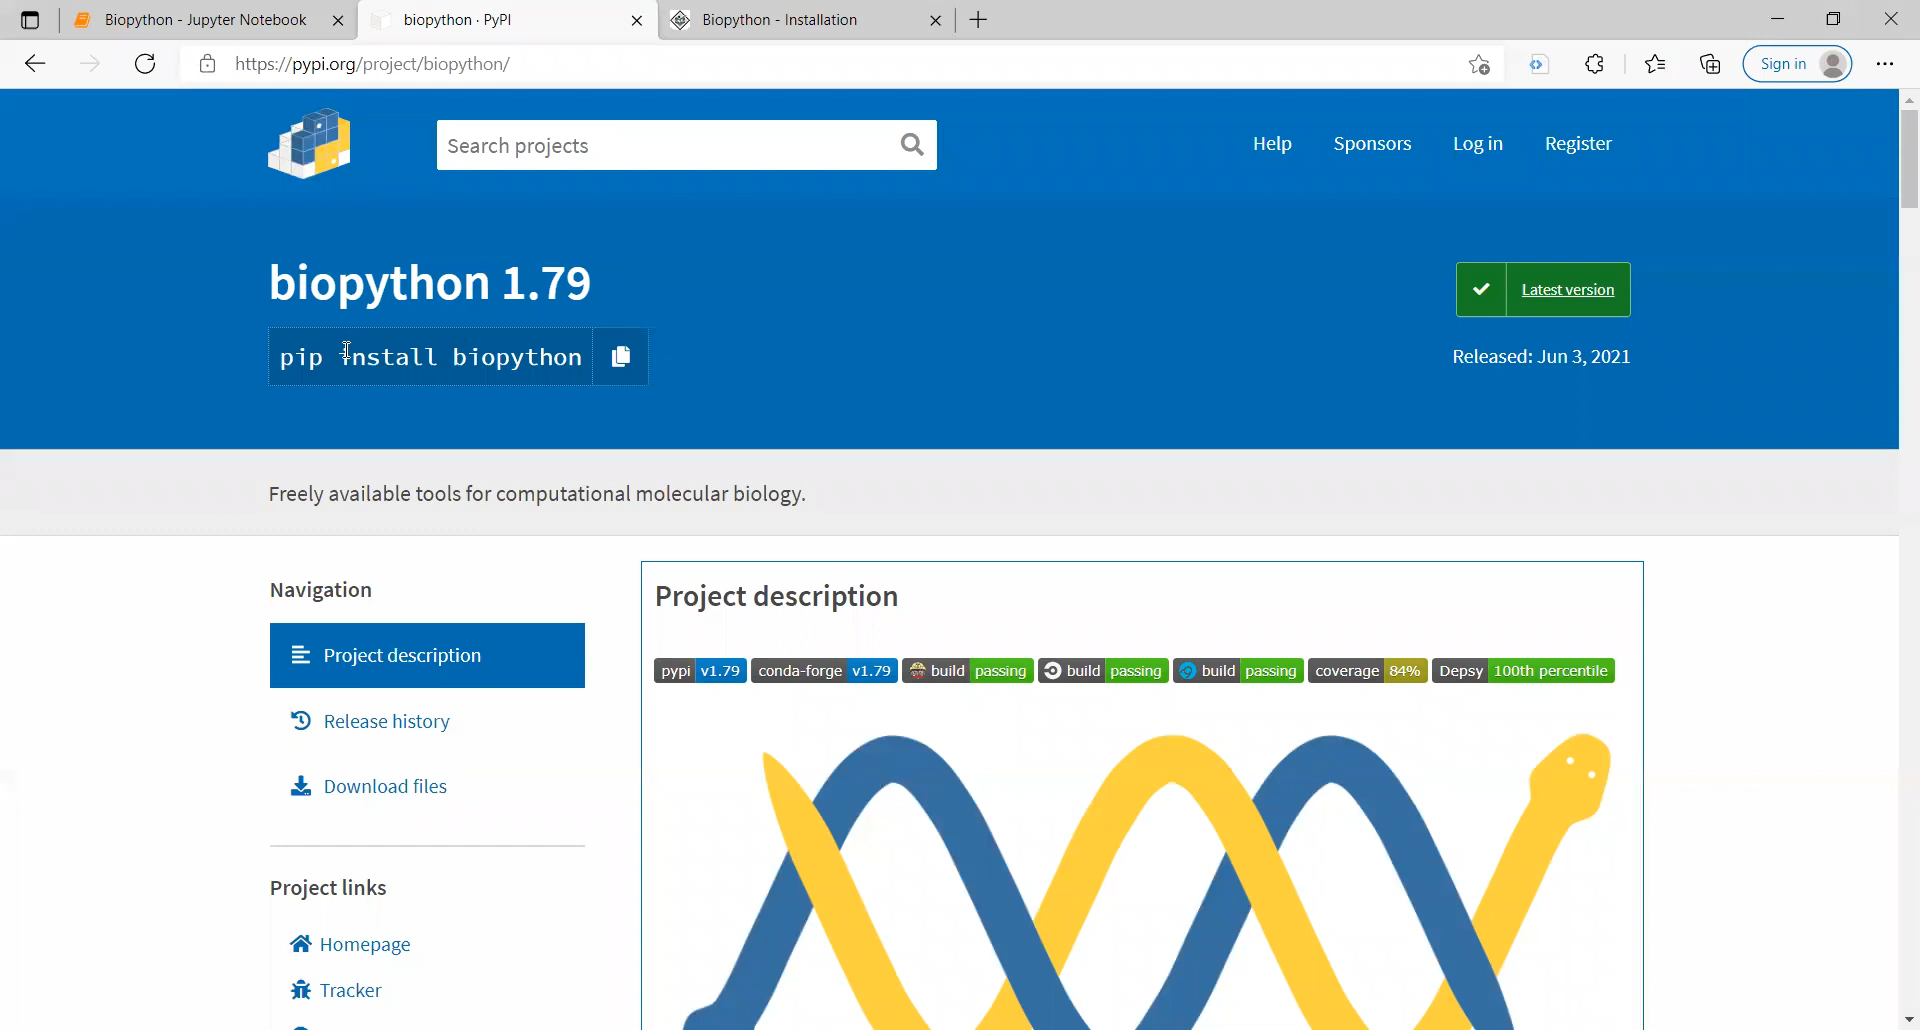 Biopython - Jupyter Notebook
biopython · PyPI
Biopython - Installation
https://pypi.org/project/biopython/
Sign in
Search projects
Help
Sponsors
Log in
Register
biopython 1.79
pip install biopython
Latest version
Released: Jun 3, 2021
Freely available tools for computational molecular biology.
Navigation
Project description
Release history
Download files
Project links
Homepage
Tracker
Project description
pypi v1.79 conda-forge v1.79 build passing build passing build passing coverage 84% Depsy 100th percentile